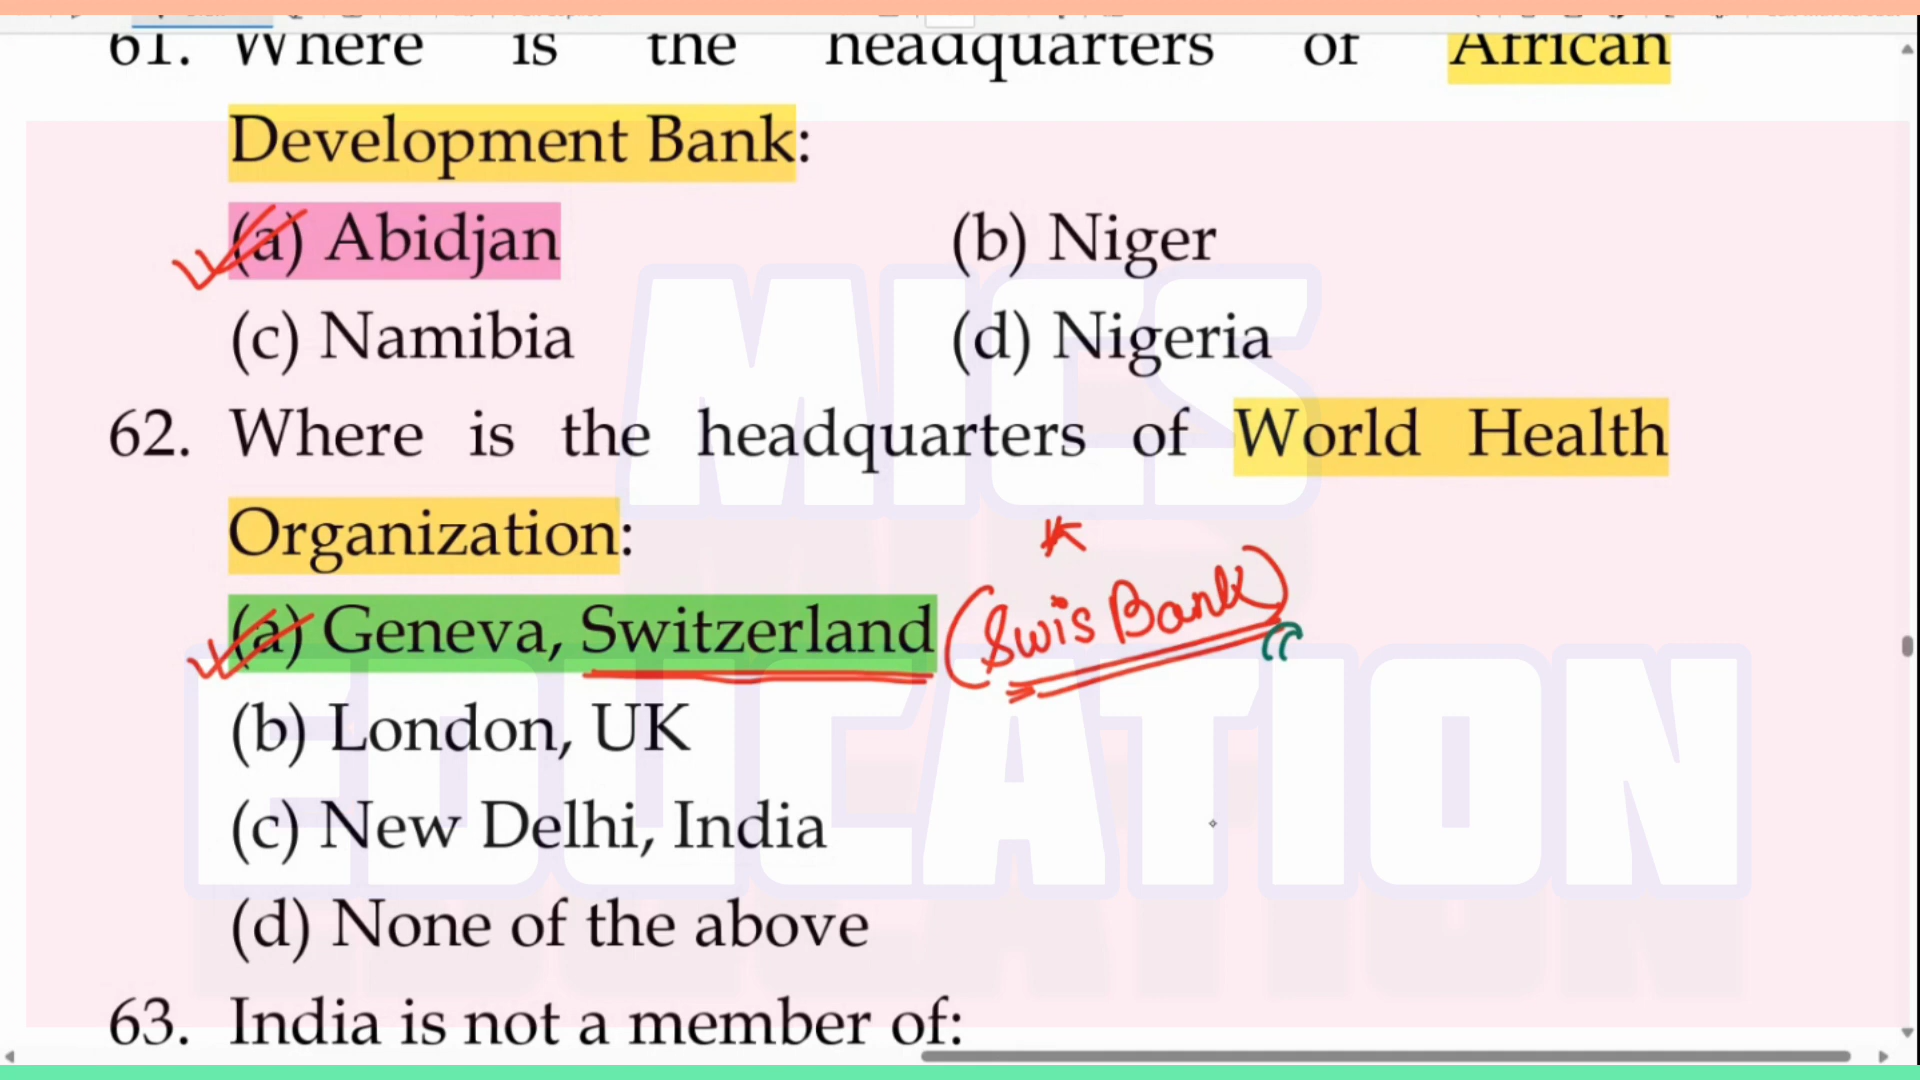 61. Where is the headquarters of African
Development Bank:
(a) Abidjan (b) Niger
(c) Namibia (d) Nigeria
62. Where is the headquarters of World Health
Organization:
(a) Geneva, Switzerland (Swis Bank)
(b) London, UK
(c) New Delhi, India
(d) None of the above
63. India is not a member of:
MICS
EDUCATION